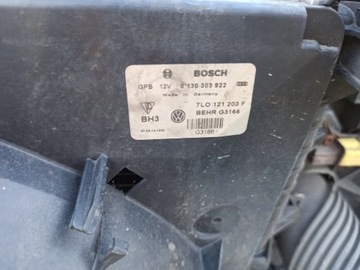 BOSCH
GPB 12V 0 130 303 922
Made in Germany
7L0 121 203 F
BH3
BEHR G3166
G3166